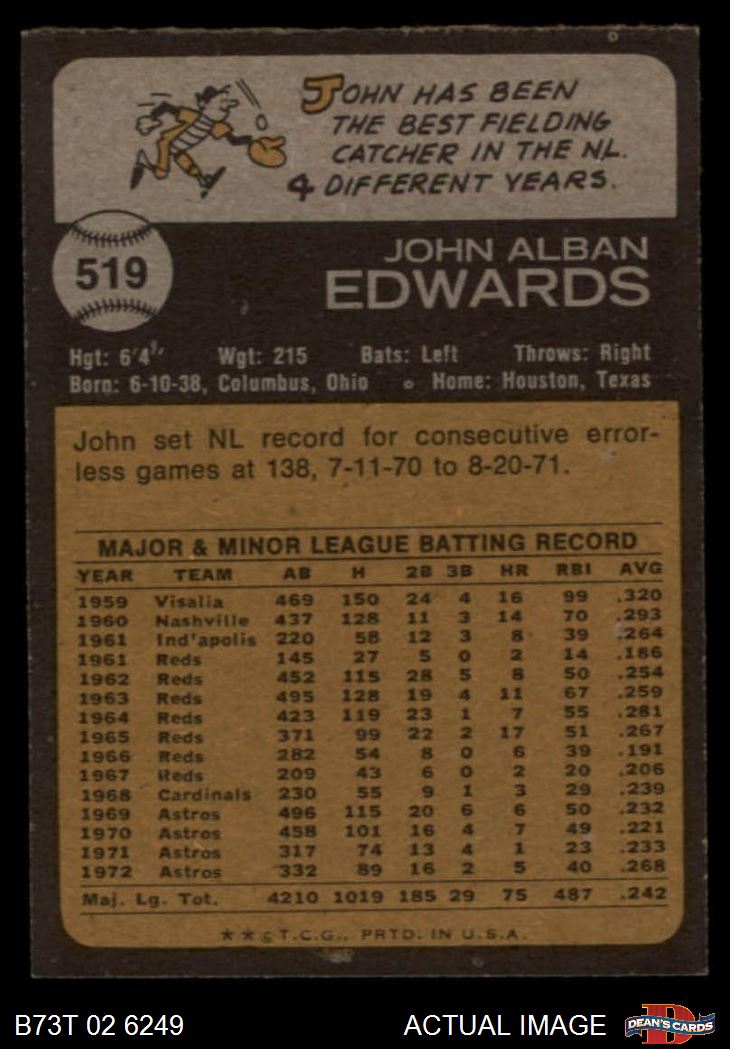 JOHN HAS BEEN
THE BEST FIELDING
CATCHER IN THE NL.
4 DIFFERENT YEARS.
519
JOHN ALBAN
EDWARDS
Hgt: 6'4" Wgt: 215 Bats: Left Throws: Right
Born: 6-10-38, Columbus, Ohio Home: Houston, Texas
John set NL record for consecutive error-
less games at 138, 7-11-70 to 8-20-71.
MAJOR & MINOR LEAGUE BATTING RECORD
YEAR TEAM AB H 2B 3B HR RBI AVG
1959 Visalia 469 150 24 4 16 99 .320
1960 Nashville 437 128 11 3 14 70 .293
1961 Ind'apolis 220 58 12 3 8 39 .264
1961 Reds 145 27 5 0 2 14 .186
1962 Reds 452 115 28 5 8 50 .254
1963 Reds 495 128 19 4 11 67 .259
1964 Reds 423 119 23 1 7 55 .281
1965 Reds 371 99 22 2 17 51 .267
1966 Reds 282 54 8 0 6 39 .191
1967 Reds 209 43 6 0 2 20 .206
1968 Cardinals 230 55 9 1 3 29 .239
1969 Astros 496 115 20 6 6 50 .232
1970 Astros 458 101 16 4 7 49 .221
1971 Astros 317 74 13 4 1 23 .233
1972 Astros 332 89 16 2 5 40 .268
Maj. Lg. Tot. 4210 1019 185 29 75 487 .242
★★© T.C.G., PRTD. IN U.S.A.
B73T 02 6249 ACTUAL IMAGE D DEAN'S CARDS